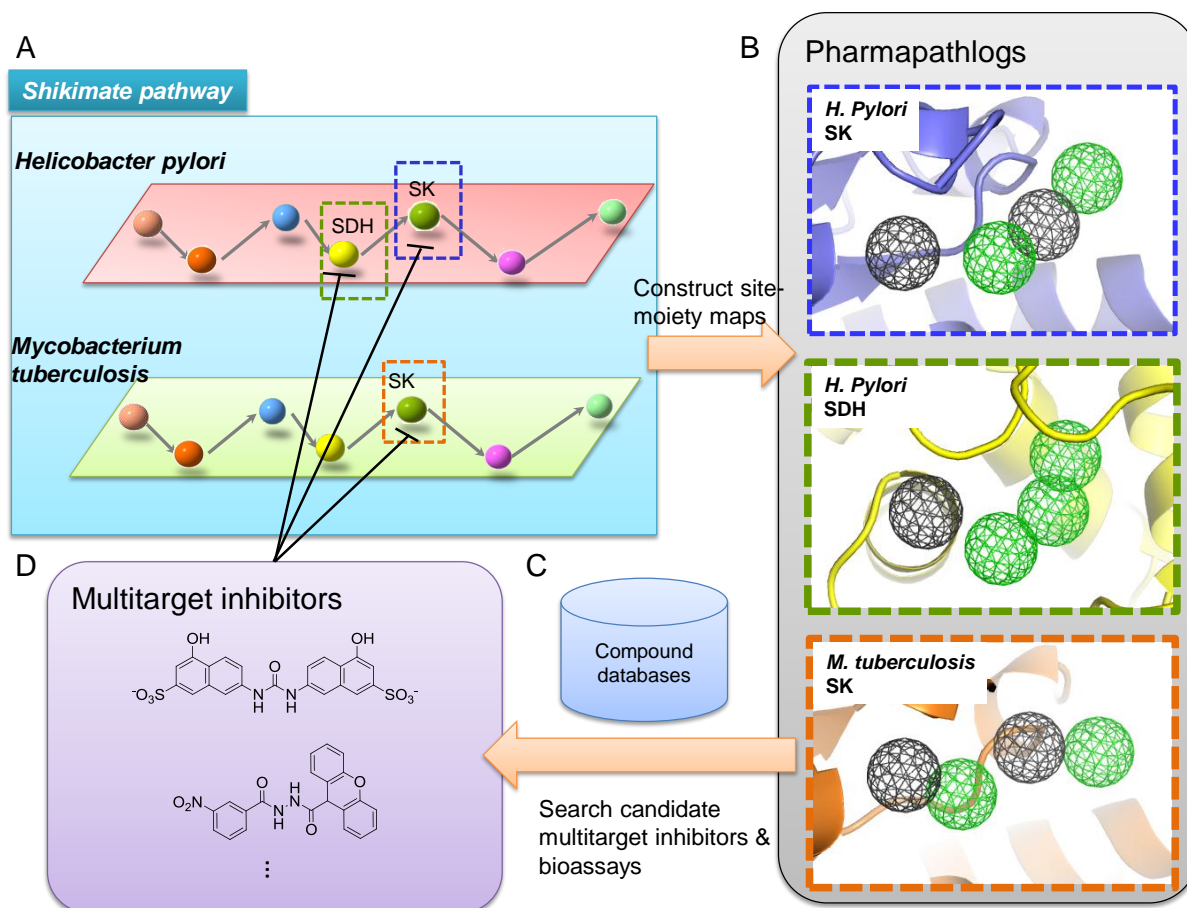 A
Shikimate pathway
Helicobacter pylori
SK
SDH
Mycobacterium
tuberculosis
SK
Construct site-
moiety maps
B
Pharmapathlogs
H. Pylori
SK
H. Pylori
SDH
M. tuberculosis
SK
C
Compound
databases
Search candidate
multitarget inhibitors &
bioassays
D
Multitarget inhibitors
OH
OH
O
-O3S
N
H
N
H
SO3-
O2N
O
H
N
N
H
O
O
⋮